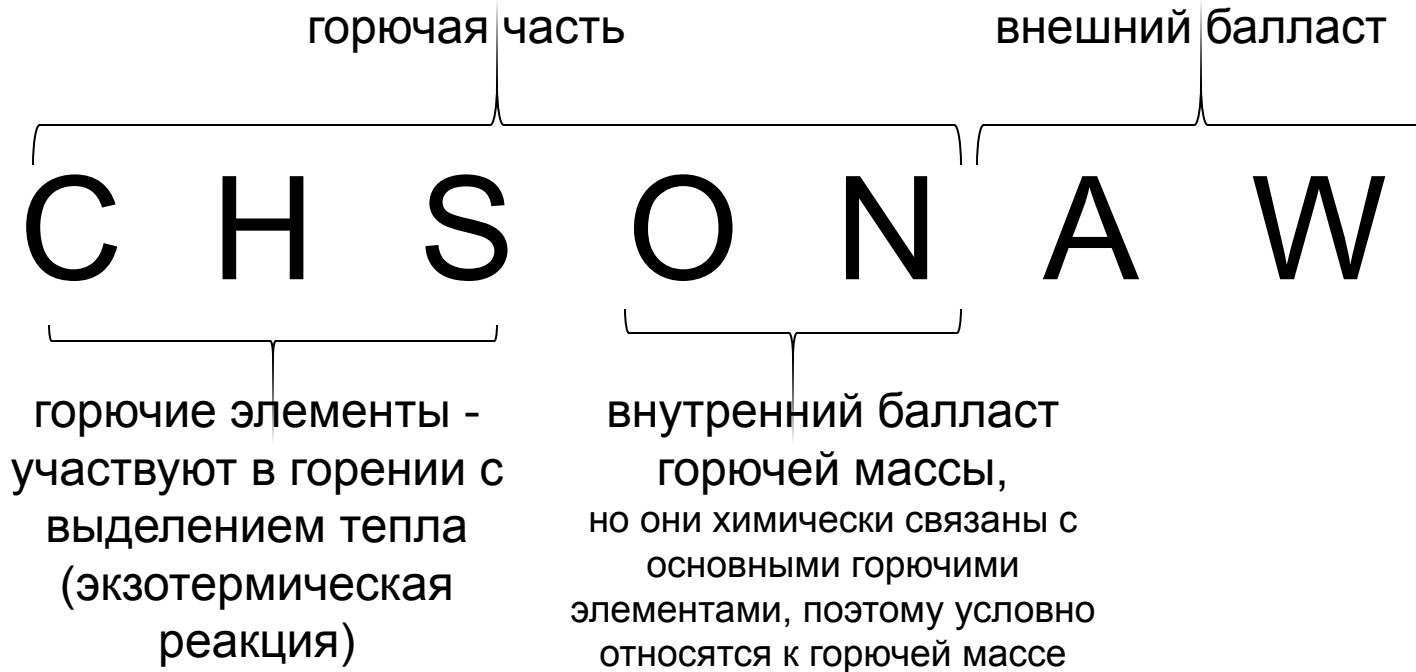 горючая часть внешний балласт
C H S O N A W
горючие элементы -
участвуют в горении с
выделением тепла
(экзотермическая
реакция)
внутренний балласт
горючей массы,
но они химически связаны с
основными горючими
элементами, поэтому условно
относятся к горючей массе